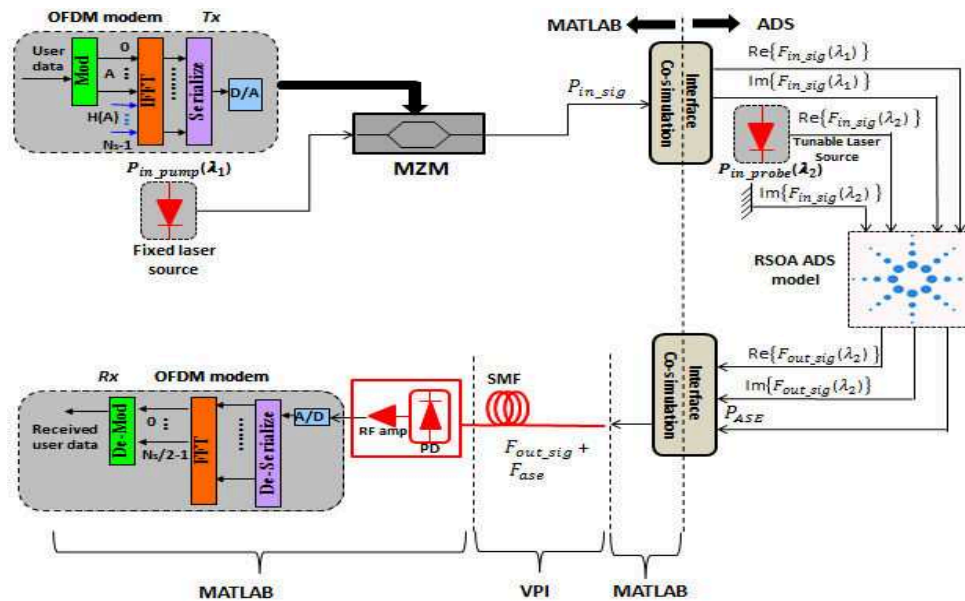 OFDM modem Tx
User data
Mod
0
A
H(A)
Ns-1
IFFT
Serialize
D/A
MZM
P_in_pump(λ1)
Fixed laser source
P_in_sig
MATLAB
ADS
Interface
Co-simulation
Re{F_in_sig(λ1)}
Im{F_in_sig(λ1)}
Re{F_in_sig(λ2)}
Tunable Laser Source
P_in_probe(λ2)
Im{F_in_sig(λ2)}
RSOA ADS model
Re{F_out_sig(λ2)}
Im{F_out_sig(λ2)}
P_ASE
Interface
Co-simulation
SMF
F_out_sig +
F_ase
Rx OFDM modem
Received user data
De-Mod
0
Ns/2-1
FFT
De-Serialize
A/D
RF amp
PD
MATLAB
VPI
MATLAB